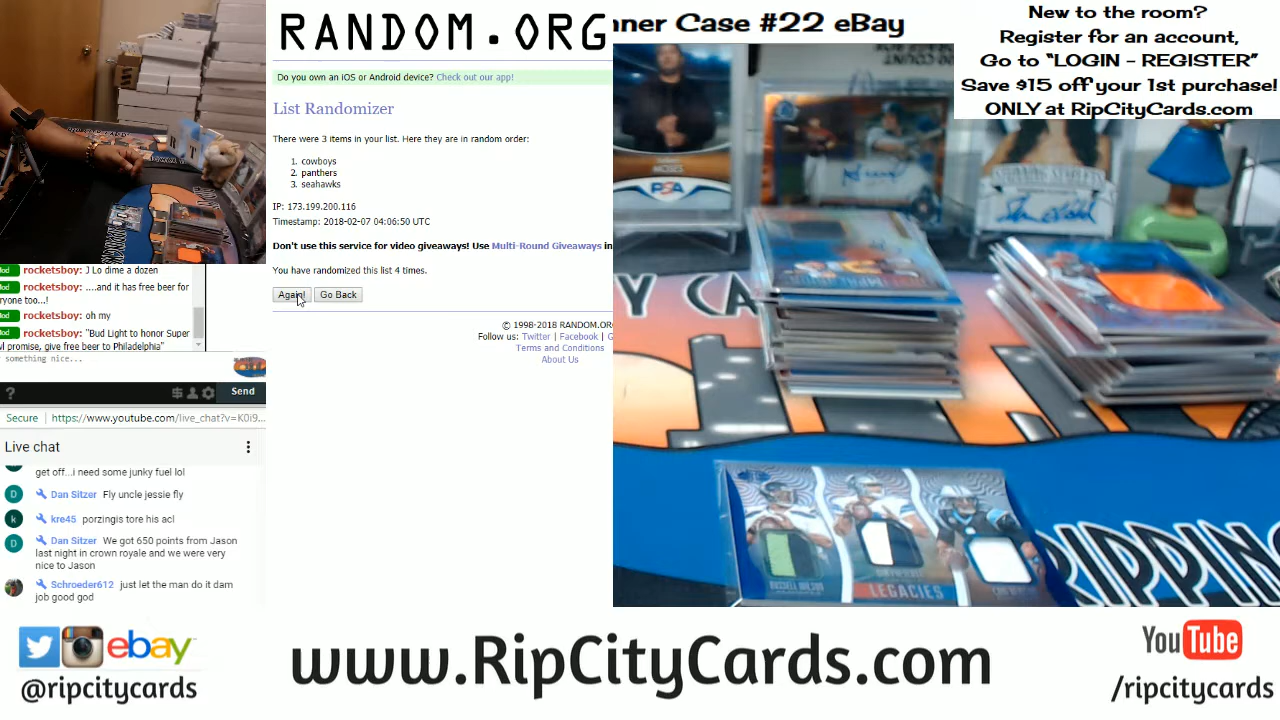 RANDOM.ORG
Do you own an iOS or Android device? Check out our app!
List Randomizer
There were 3 items in your list. Here they are in random order:
1. cowboys
2. panthers
3. seahawks
IP: 173.199.200.116
Timestamp: 2018-02-07 04:06:50 UTC
Don't use this service for video giveaways! Use Multi-Round Giveaways in
You have randomized this list 4 times.
Again! Go Back
© 1998-2018 RANDOM.ORG
Follow us: Twitter | Facebook | G
Terms and Conditions
About Us
nner Case #22 eBay
New to the room?
Register for an account,
Go to “LOGIN - REGISTER”
Save $15 off your 1st purchase!
ONLY at RipCityCards.com
rocketsboy: J Lo dime a dozen
rocketsboy: ....and it has free beer for
ryone too...!
rocketsboy: oh my
rocketsboy: "Bud Light to honor Super
l promise, give free beer to Philadelphia"
something nice...
? Send
Secure https://www.youtube.com/live_chat?v=K0i9...
Live chat
get off...i need some junky fuel lol
D Dan Sitzer Fly uncle jessie fly
k kre45 porzingis tore his acl
D Dan Sitzer We got 650 points from Jason
last night in crown royale and we were very
nice to Jason
Schroeder612 just let the man do it dam
job good god
PSA
Y CA
RIPPING
LEGACIES
ebay
@ripcitycards
www.RipCityCards.com
YouTube
/ripcitycards